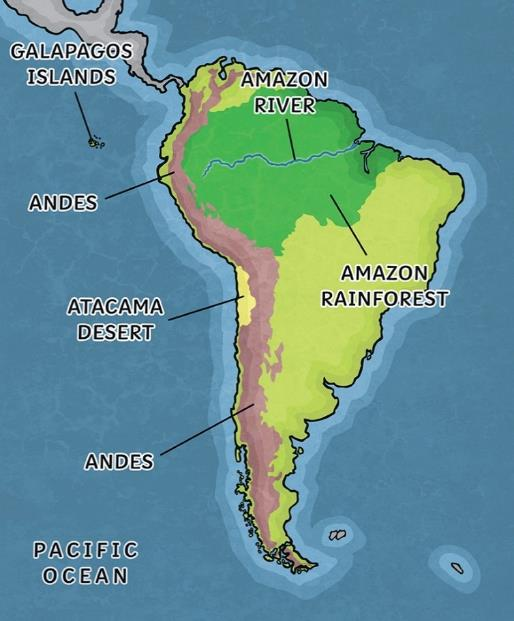 GALAPAGOS
ISLANDS
AMAZON
RIVER
ANDES
AMAZON
RAINFOREST
ATACAMA
DESERT
ANDES
PACIFIC
OCEAN